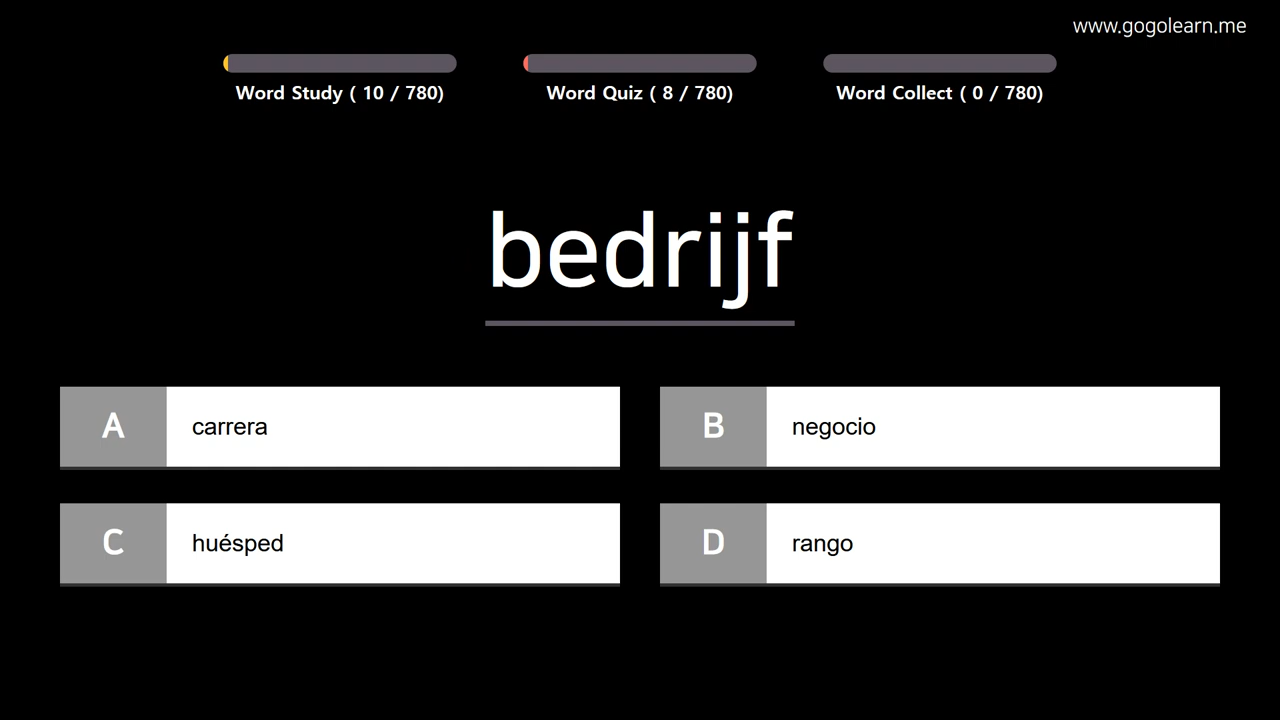 www.gogolearn.me
Word Study ( 10 / 780)
Word Quiz ( 8 / 780)
Word Collect ( 0 / 780)
bedrijf
A carrera
B negocio
C huésped
D rango